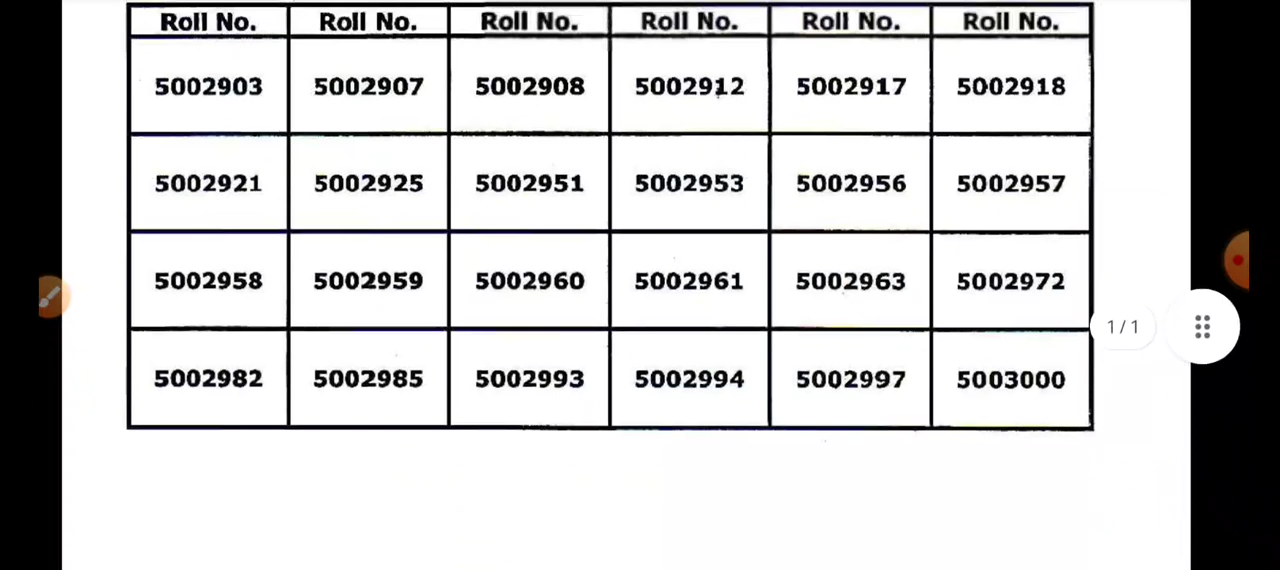 Roll No. Roll No. Roll No. Roll No. Roll No. Roll No.
5002903 5002907 5002908 5002912 5002917 5002918
5002921 5002925 5002951 5002953 5002956 5002957
5002958 5002959 5002960 5002961 5002963 5002972
1/1
5002982 5002985 5002993 5002994 5002997 5003000